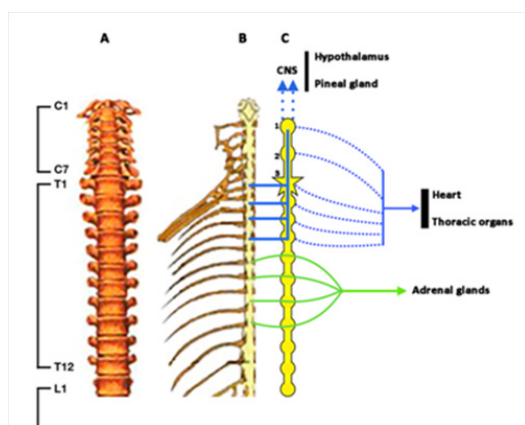 A
B
C
Hypothalamus
CNS
Pineal gland
C1
1
2
C7
3
T1
Heart
Thoracic organs
Adrenal glands
T12
L1